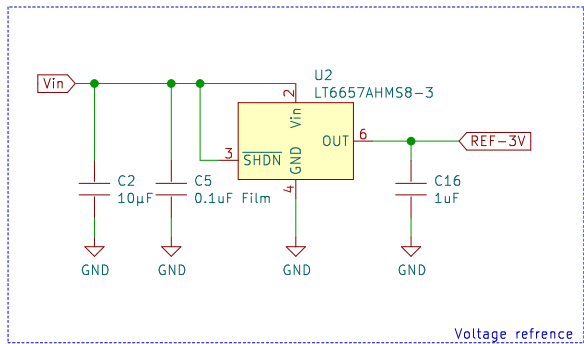 U2
LT6657AHMS8-3
Vin
2
Vin
OUT
6
REF-3V
3
SHDN
GND
4
C2
10µF
C5
0.1uF Film
C16
1uF
GND
GND
GND
GND
Voltage refrence